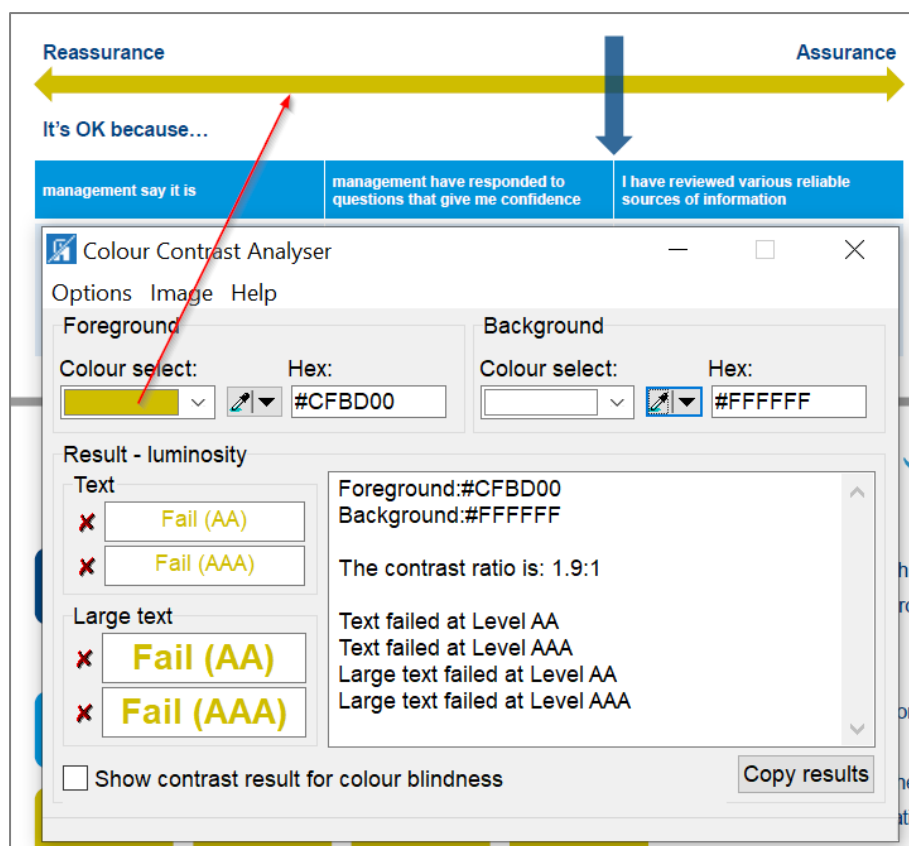 Reassurance Assurance
It's OK because...
management say it is
management have responded to
questions that give me confidence
I have reviewed various reliable
sources of information
Colour Contrast Analyser
Options Image Help
Foreground
Colour select: Hex:
#CFBD00
Background
Colour select: Hex:
#FFFFFF
Result - luminosity
Text
Fail (AA)
Fail (AAA)
Large text
Fail (AA)
Fail (AAA)
Foreground:#CFBD00
Background:#FFFFFF
The contrast ratio is: 1.9:1
Text failed at Level AA
Text failed at Level AAA
Large text failed at Level AA
Large text failed at Level AAA
Show contrast result for colour blindness
Copy results